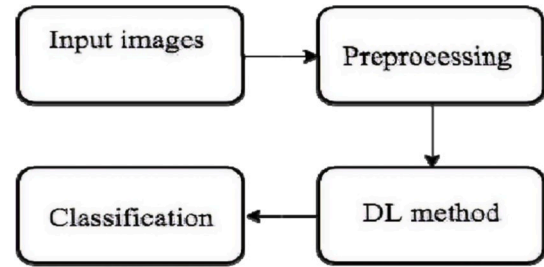 Input images
Preprocessing
DL method
Classification